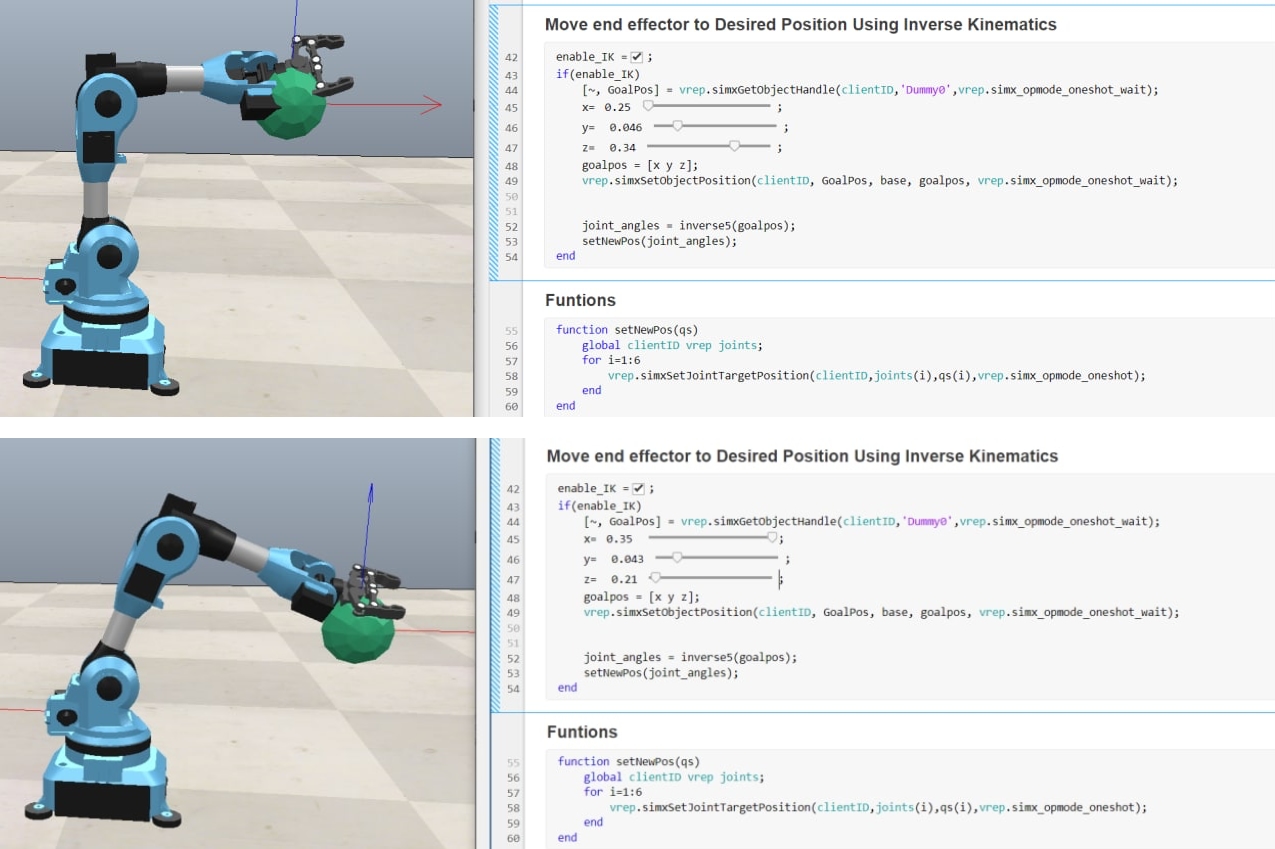 Move end effector to Desired Position Using Inverse Kinematics
42 enable_IK = ;
43 if(enable_IK)
44 [~, GoalPos] = vrep.simxGetObjectHandle(clientID,'Dummy0',vrep.simx_opmode_oneshot_wait);
45 x= 0.25 ;
46 y= 0.046 ;
47 z= 0.34 ;
48 goalpos = [x y z];
49 vrep.simxSetObjectPosition(clientID, GoalPos, base, goalpos, vrep.simx_opmode_oneshot_wait);
50
51
52 joint_angles = inverse5(goalpos);
53 setNewPos(joint_angles);
54 end
Funtions
55 function setNewPos(qs)
56 global clientID vrep joints;
57 for i=1:6
58 vrep.simxSetJointTargetPosition(clientID,joints(i),qs(i),vrep.simx_opmode_oneshot);
59 end
60 end
Move end effector to Desired Position Using Inverse Kinematics
42 enable_IK = ;
43 if(enable_IK)
44 [~, GoalPos] = vrep.simxGetObjectHandle(clientID,'Dummy0',vrep.simx_opmode_oneshot_wait);
45 x= 0.35 ;
46 y= 0.043 ;
47 z= 0.21 ;
48 goalpos = [x y z];
49 vrep.simxSetObjectPosition(clientID, GoalPos, base, goalpos, vrep.simx_opmode_oneshot_wait);
50
51
52 joint_angles = inverse5(goalpos);
53 setNewPos(joint_angles);
54 end
Funtions
55 function setNewPos(qs)
56 global clientID vrep joints;
57 for i=1:6
58 vrep.simxSetJointTargetPosition(clientID,joints(i),qs(i),vrep.simx_opmode_oneshot);
59 end
60 end